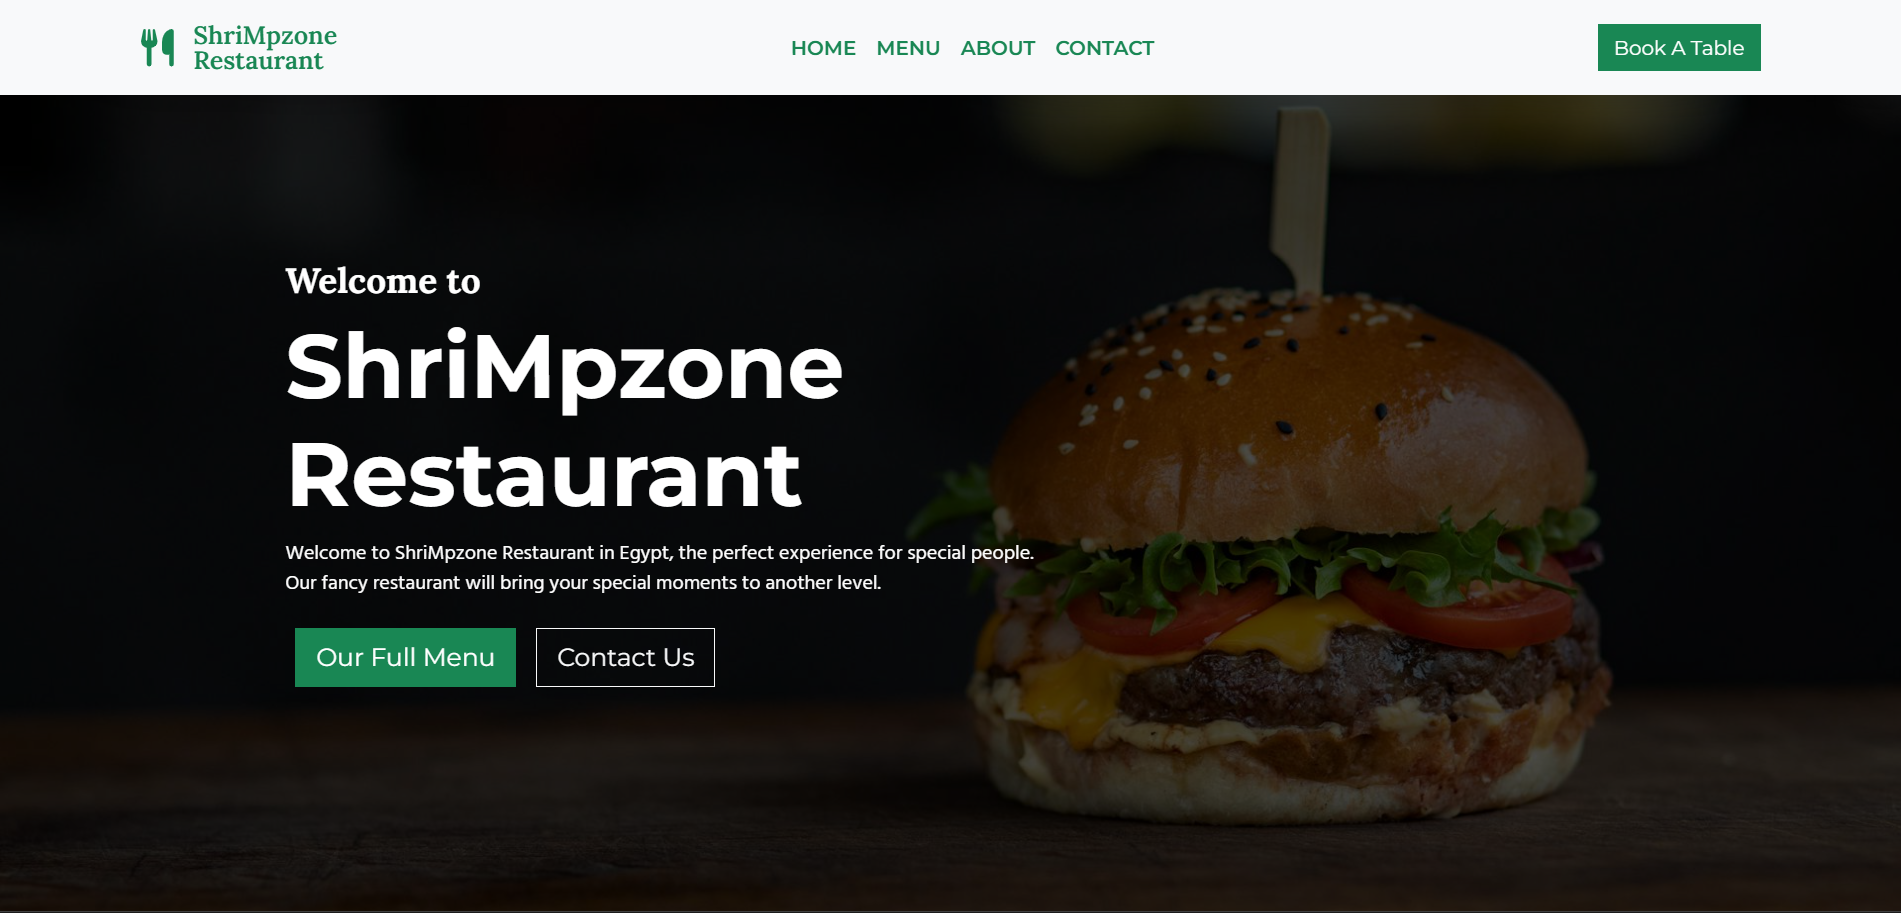 ShriMpzone
Restaurant
HOME MENU ABOUT CONTACT
Book A Table
Welcome to
ShriMpzone
Restaurant
Welcome to ShriMpzone Restaurant in Egypt, the perfect experience for special people.
Our fancy restaurant will bring your special moments to another level.
Our Full Menu
Contact Us